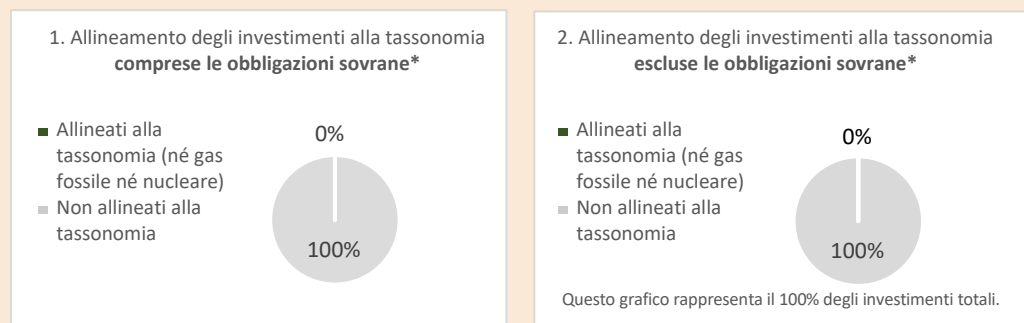 1. Allineamento degli investimenti alla tassonomia
comprese le obbligazioni sovrane*
Allineati alla
tassonomia (né gas
fossile né nucleare)
Non allineati alla
tassonomia
0%
100%
2. Allineamento degli investimenti alla tassonomia
escluse le obbligazioni sovrane*
Allineati alla
tassonomia (né gas
fossile né nucleare)
Non allineati alla
tassonomia
0%
100%
Questo grafico rappresenta il 100% degli investimenti totali.